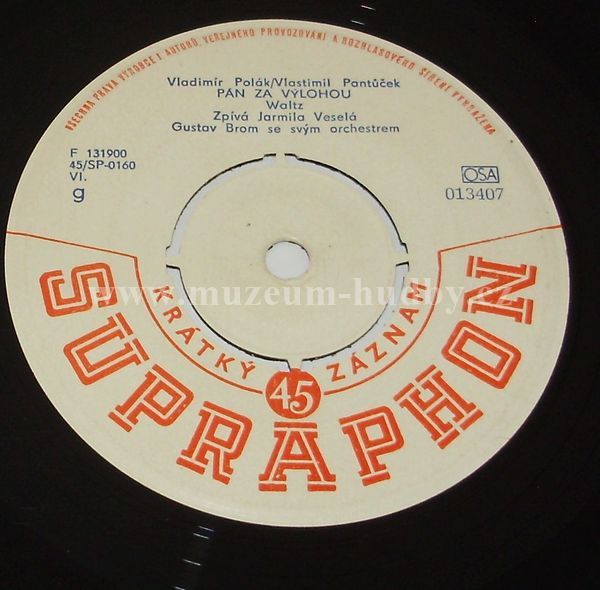 VŠECHNA PRÁVA VÝROBCE I AUTORŮ, VEŘEJNÉHO PROVOZOVÁNÍ A ROZHLASOVÉHO ŠÍŘENÍ VYHRAZENA
Vladimír Polák/Vlastimil Pantůček
PÁN ZA VÝLOHOU
Waltz
Zpívá Jarmila Veselá
Gustav Brom se svým orchestrem
F 131900
45/SP-0160
VI.
g
OSA
013407
www.muzeum-hudby.cz
KRÁTKÝ 45 ZÁZNAM
SUPRAPHON